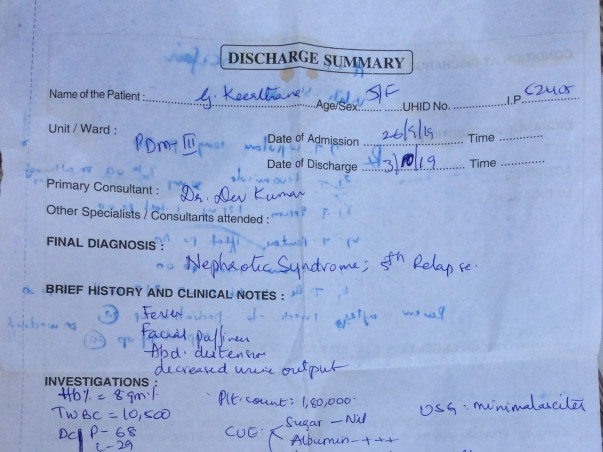 DISCHARGE SUMMARY
Name of the Patient : G. Keerthana Age/Sex 5/F UHID No. I.P.
Unit / Ward : PDMT III Date of Admission 26/9/19 Time
Date of Discharge 3/10/19 Time
Primary Consultant : Dr. Dev Kumar
Other Specialists / Consultants attended :
FINAL DIAGNOSIS :
Nephrotic Syndrome; 5th Relapse.
BRIEF HISTORY AND CLINICAL NOTES :
Fever
Facial puffiness
Abd. distension
decreased urine output
INVESTIGATIONS :
Hb% = 8 gm% Plt. count: 1,80,000. USG : minimal ascites
TWBC = 10,500 CUE: Sugar - Nil
DC P - 68 Albumin - +++
L - 29